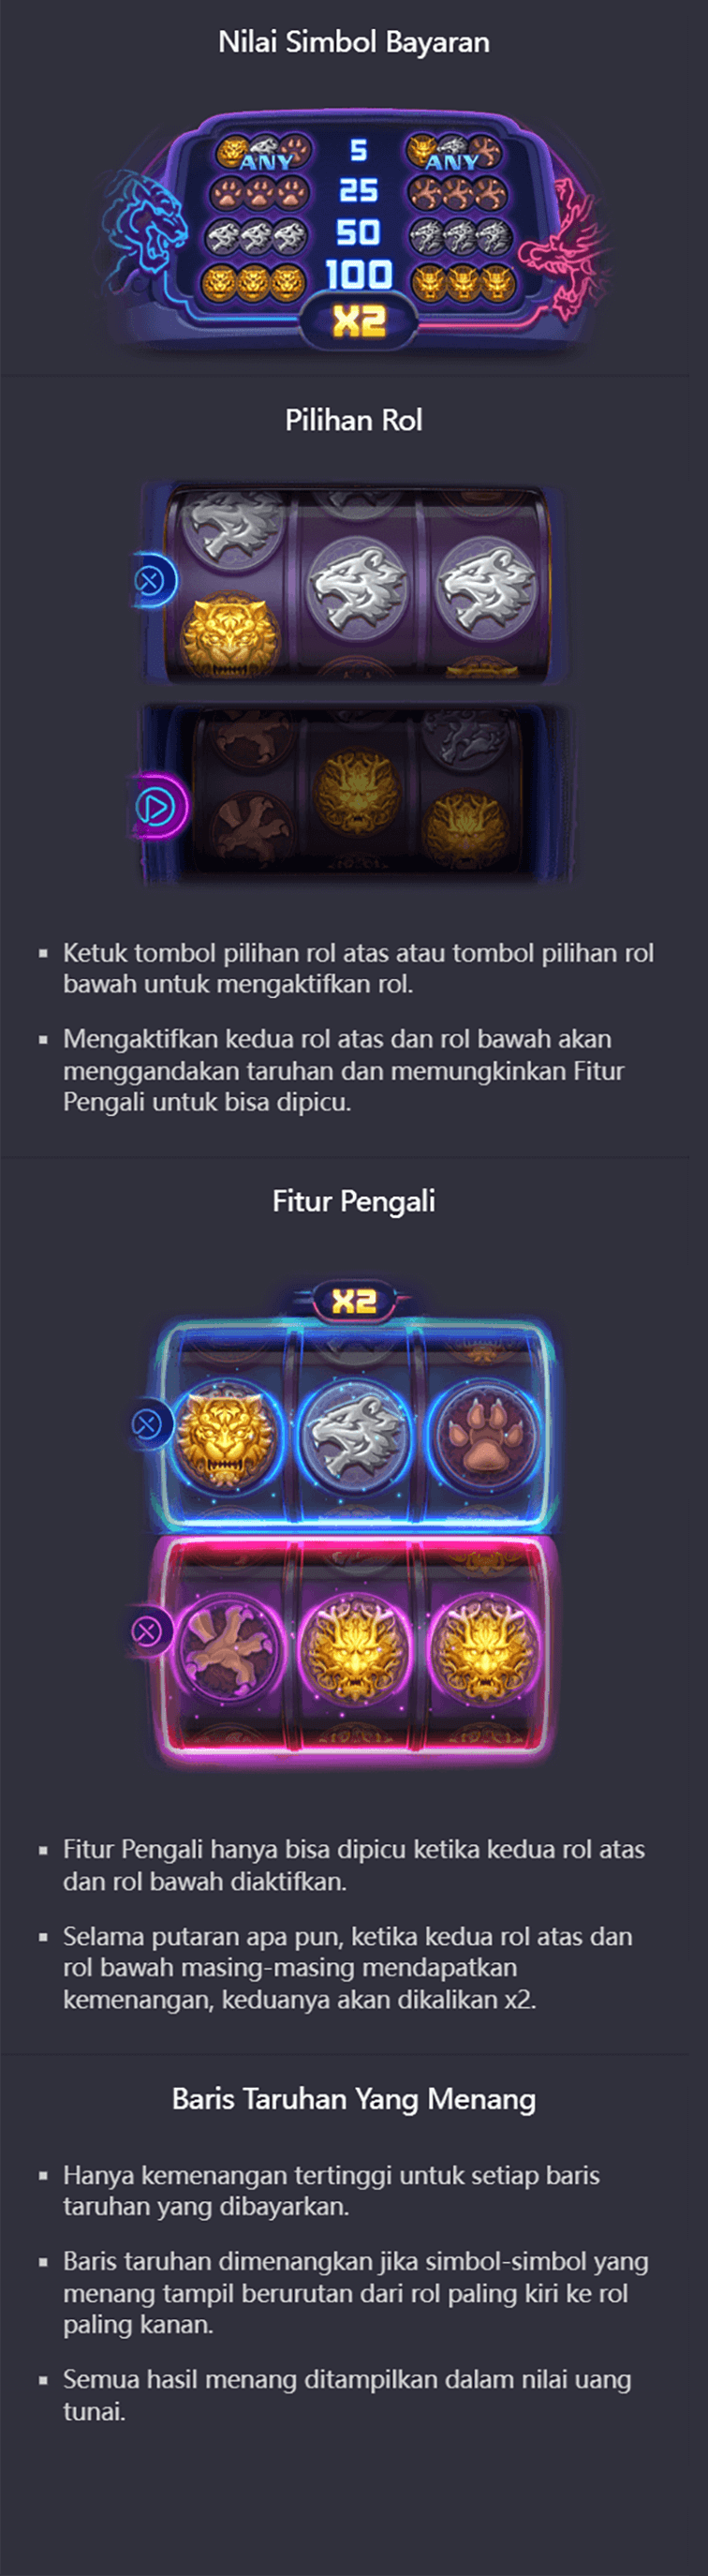 Nilai Simbol Bayaran
ANY 5 ANY
25
50
100
X2
Pilihan Rol
Ketuk tombol pilihan rol atas atau tombol pilihan rol
bawah untuk mengaktifkan rol.
Mengaktifkan kedua rol atas dan rol bawah akan
menggandakan taruhan dan memungkinkan Fitur
Pengali untuk bisa dipicu.
Fitur Pengali
X2
Fitur Pengali hanya bisa dipicu ketika kedua rol atas
dan rol bawah diaktifkan.
Selama putaran apa pun, ketika kedua rol atas dan
rol bawah masing-masing mendapatkan
kemenangan, keduanya akan dikalikan x2.
Baris Taruhan Yang Menang
Hanya kemenangan tertinggi untuk setiap baris
taruhan yang dibayarkan.
Baris taruhan dimenangkan jika simbol-simbol yang
menang tampil berurutan dari rol paling kiri ke rol
paling kanan.
Semua hasil menang ditampilkan dalam nilai uang
tunai.